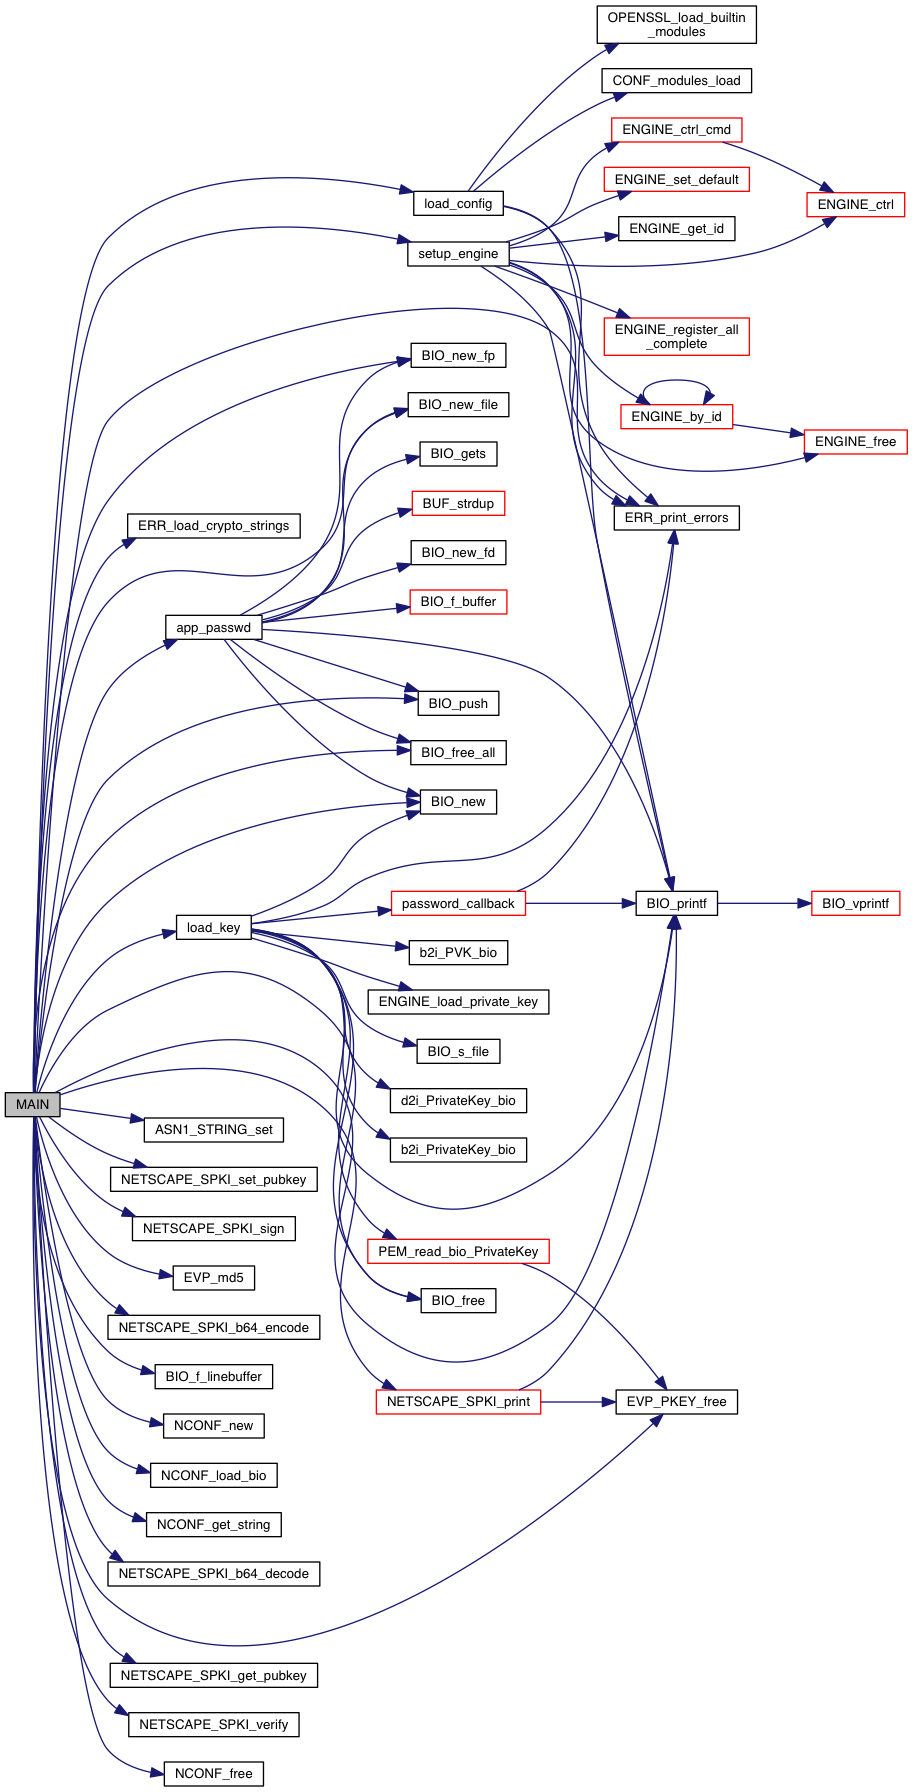 OPENSSL_load_builtin
_modules
CONF_modules_load
ENGINE_ctrl_cmd
ENGINE_set_default
load_config
ENGINE_ctrl
ENGINE_get_id
setup_engine
ENGINE_register_all
_complete
BIO_new_fp
BIO_new_file
ENGINE_by_id
ENGINE_free
BIO_gets
BUF_strdup
ERR_print_errors
ERR_load_crypto_strings
BIO_new_fd
BIO_f_buffer
app_passwd
BIO_push
BIO_free_all
BIO_new
password_callback
BIO_printf
BIO_vprintf
load_key
b2i_PVK_bio
ENGINE_load_private_key
BIO_s_file
d2i_PrivateKey_bio
MAIN
ASN1_STRING_set
b2i_PrivateKey_bio
NETSCAPE_SPKI_set_pubkey
NETSCAPE_SPKI_sign
PEM_read_bio_PrivateKey
EVP_md5
BIO_free
NETSCAPE_SPKI_b64_encode
BIO_f_linebuffer
NETSCAPE_SPKI_print
EVP_PKEY_free
NCONF_new
NCONF_load_bio
NCONF_get_string
NETSCAPE_SPKI_b64_decode
NETSCAPE_SPKI_get_pubkey
NETSCAPE_SPKI_verify
NCONF_free